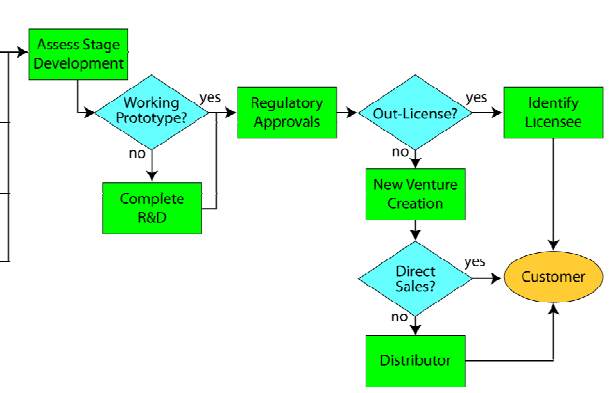 Assess Stage
Development
Working
Prototype?
yes
no
Complete
R&D
Regulatory
Approvals
Out-License?
yes
no
Identify
Licensee
New Venture
Creation
Direct
Sales?
yes
no
Customer
Distributor